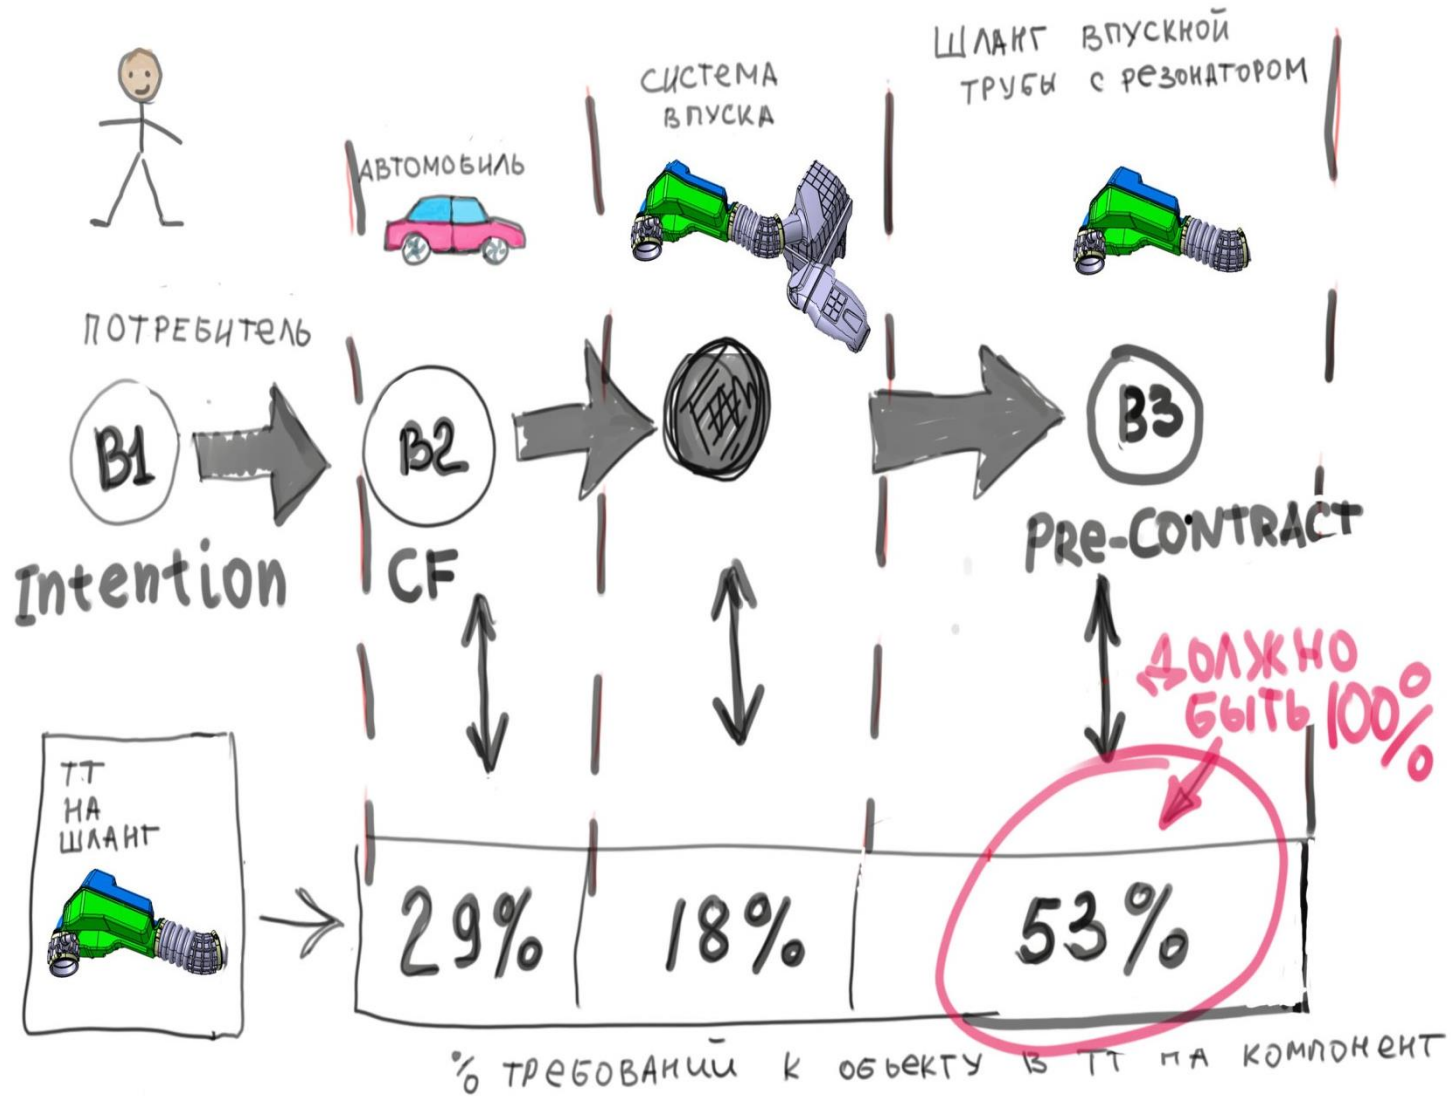 ШЛАНГ ВПУСКНОЙ
ТРУБЫ С РЕЗОНАТОРОМ
СИСТЕМА
ВПУСКА
АВТОМОБИЛЬ
ПОТРЕБИТЕЛЬ
B1
B2
B3
Intention
CF
PRe-CONTRACT
ДОЛЖНО
БЫТЬ 100%
ТТ
НА
ШЛАНГ
29%
18%
53%
% ТРЕБОВАНИЙ К ОБЬЕКТУ В ТТ НА КОМПОНЕНТ